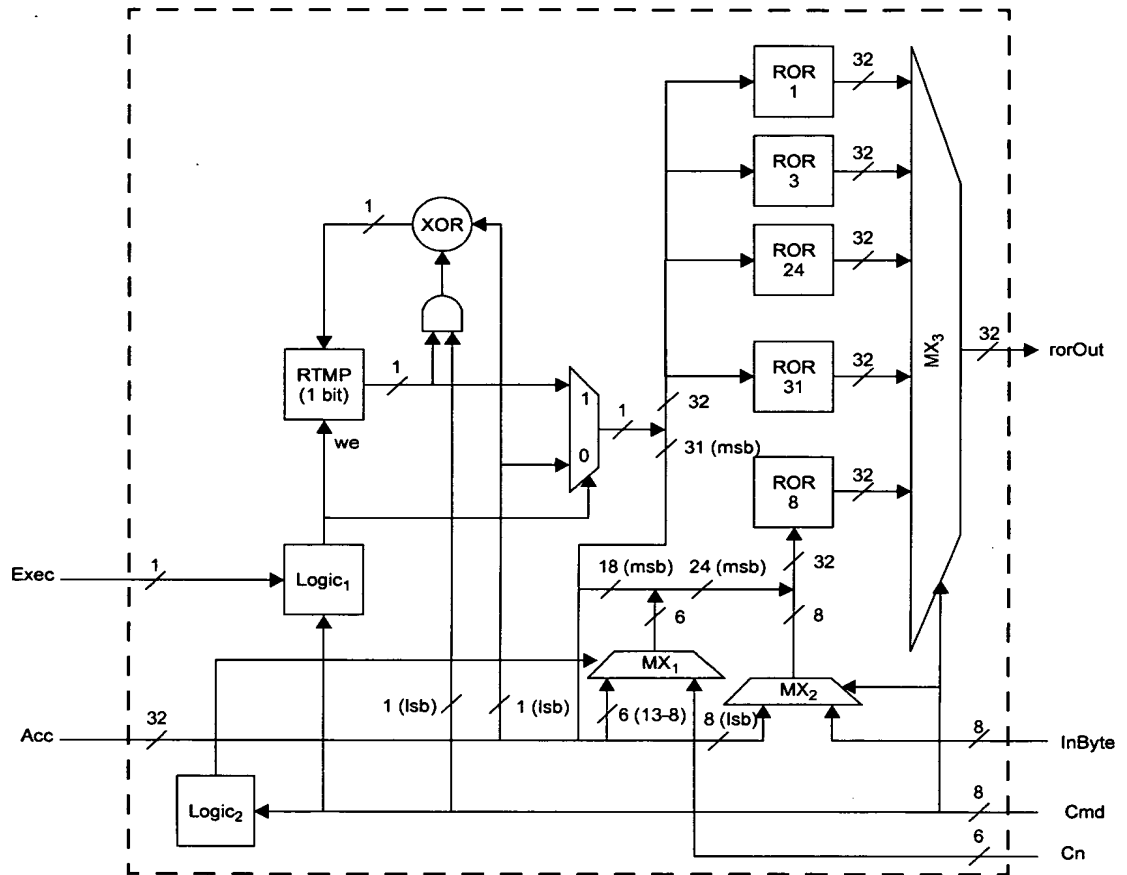 32
ROR
1
32
ROR
3
1
XOR
32
ROR
24
32
MX3
32
rorOut
RTMP
(1 bit)
1
1
0
1
32
ROR
31
we
31 (msb)
32
ROR
8
Exec
1
Logic1
18 (msb)
24 (msb)
32
6
8
MX1
MX2
1 (lsb)
1 (lsb)
6 (13–8)
8 (lsb)
Acc
32
8
InByte
Logic2
8
Cmd
6
Cn